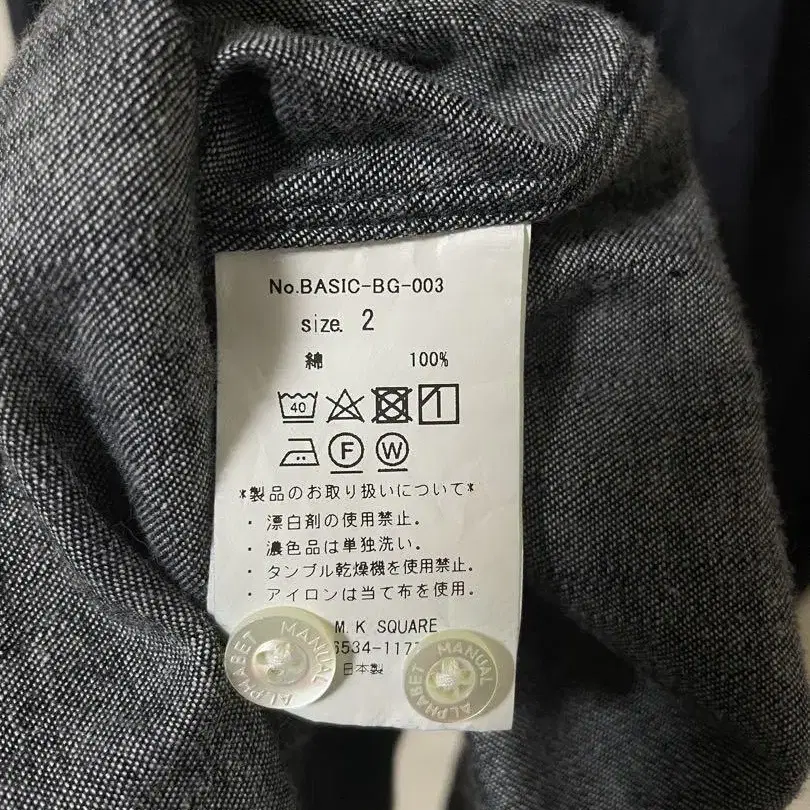 No.BASIC-BG-003
size. 2
綿 100%
40
F W
*製品のお取り扱いについて*
・漂白剤の使用禁止。
・濃色品は単独洗い。
・タンブル乾燥機を使用禁止。
・アイロンは当て布を使用。
M.K SQUARE
6534-117
日本製
MANUAL ALPHABET
MANUAL ALPHABET